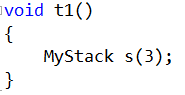 void t1()
{
    MyStack s(3);
}